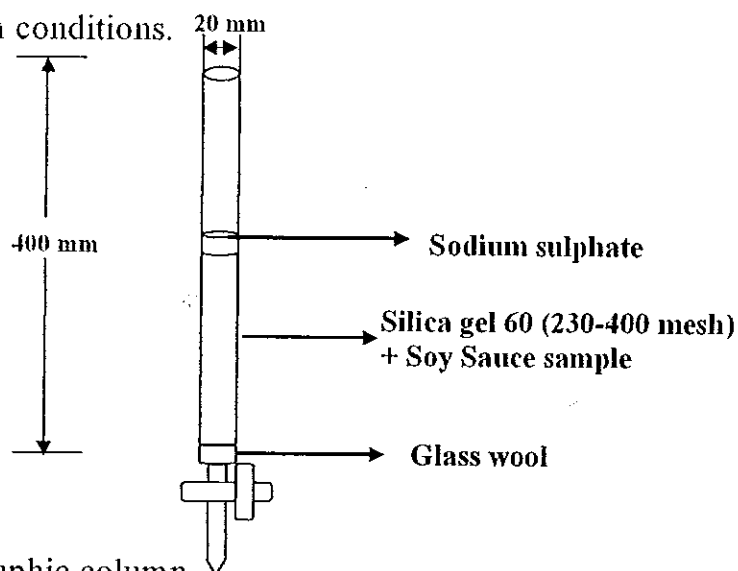 conditions.
20 mm
400 mm
Sodium sulphate
Silica gel 60 (230-400 mesh)
+ Soy Sauce sample
Glass wool
column